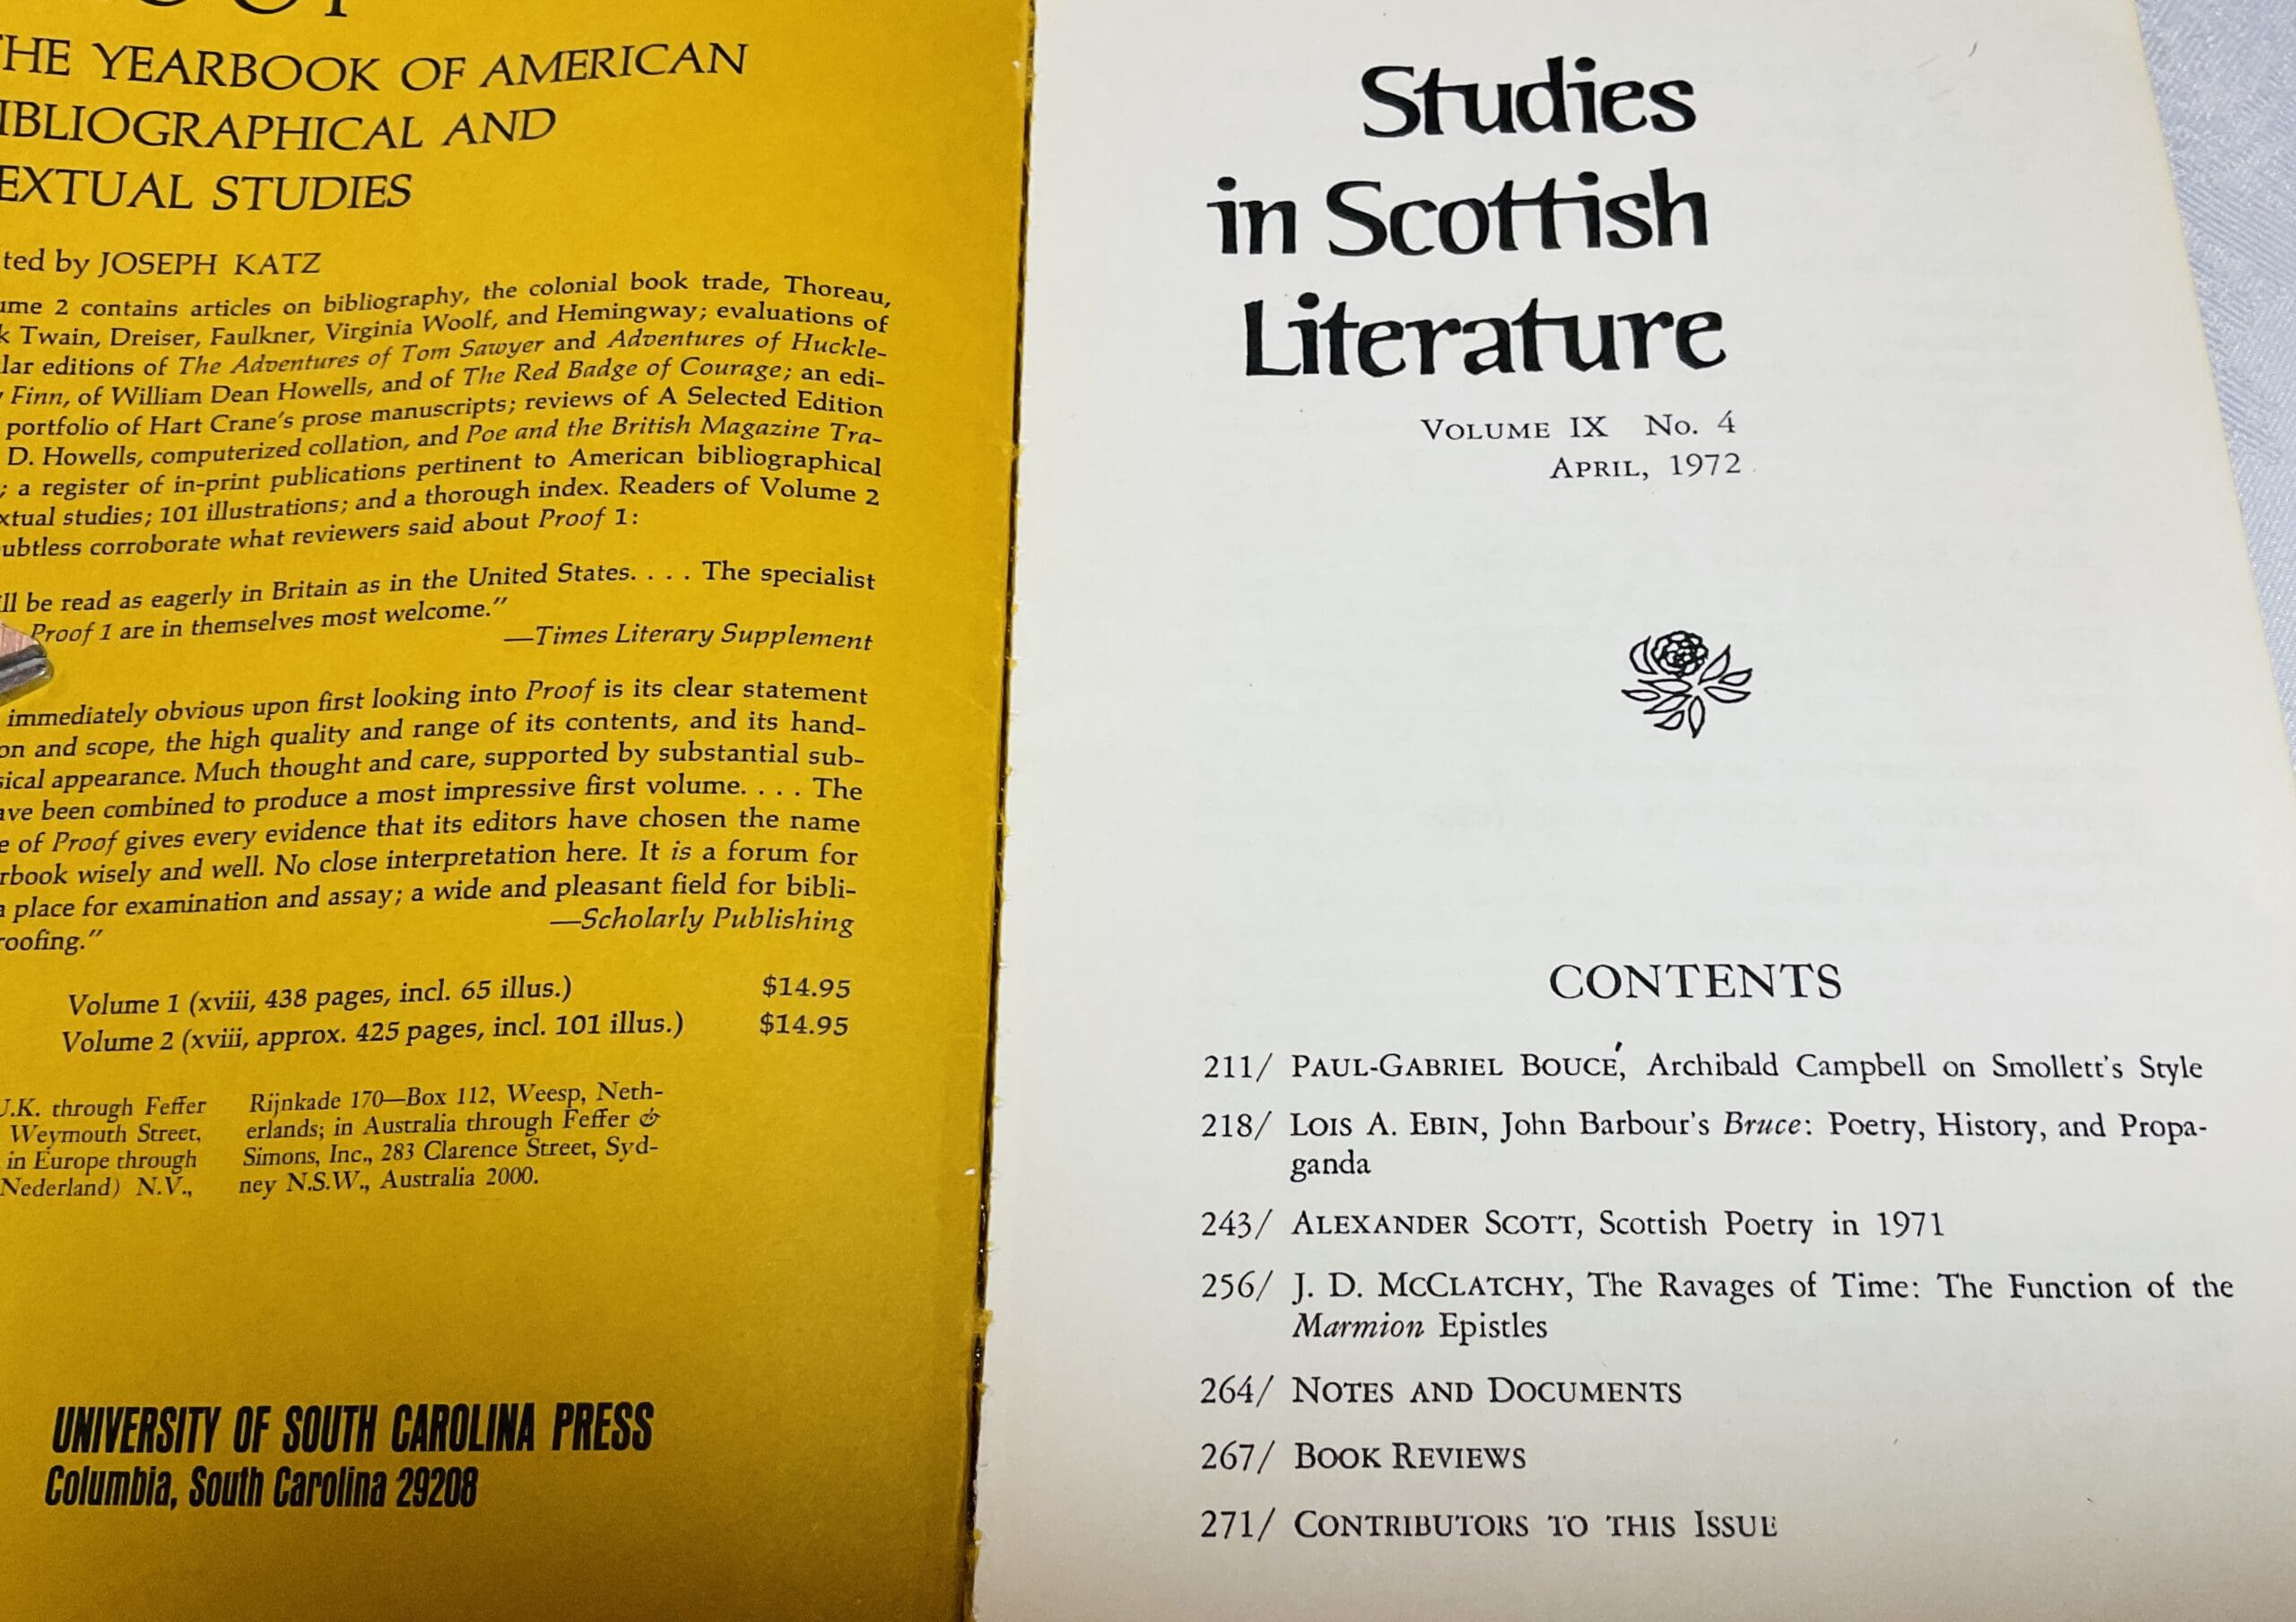 THE YEARBOOK OF AMERICAN
IBLIOGRAPHICAL AND
EXTUAL STUDIES
ted by JOSEPH KATZ
ume 2 contains articles on bibliography, the colonial book trade, Thoreau,
k Twain, Dreiser, Faulkner, Virginia Woolf, and Hemingway; evaluations of
lar editions of The Adventures of Tom Sawyer and Adventures of Huckle-
y Finn, of William Dean Howells, and of The Red Badge of Courage; an edi-
portfolio of Hart Crane's prose manuscripts; reviews of A Selected Edition
D. Howells, computerized collation, and Poe and the British Magazine Tra-
; a register of in-print publications pertinent to American bibliographical
xtual studies; 101 illustrations; and a thorough index. Readers of Volume 2
ubtless corroborate what reviewers said about Proof 1:
ll be read as eagerly in Britain as in the United States. . . . The specialist
Proof 1 are in themselves most welcome."
—Times Literary Supplement
immediately obvious upon first looking into Proof is its clear statement
on and scope, the high quality and range of its contents, and its hand-
sical appearance. Much thought and care, supported by substantial sub-
ave been combined to produce a most impressive first volume. . . . The
e of Proof gives every evidence that its editors have chosen the name
rbook wisely and well. No close interpretation here. It is a forum for
a place for examination and assay; a wide and pleasant field for bibli-
roofing."
—Scholarly Publishing
Volume 1 (xviii, 438 pages, incl. 65 illus.) $14.95
Volume 2 (xviii, approx. 425 pages, incl. 101 illus.) $14.95
U.K. through Feffer
Weymouth Street,
in Europe through
Nederland) N.V.,
Rijnkade 170—Box 112, Weesp, Neth-
erlands; in Australia through Feffer &
Simons, Inc., 283 Clarence Street, Syd-
ney N.S.W., Australia 2000.
UNIVERSITY OF SOUTH CAROLINA PRESS
Columbia, South Carolina 29208
Studies
in Scottish
Literature
VOLUME IX No. 4
APRIL, 1972
CONTENTS
211/ PAUL-GABRIEL BOUCÉ, Archibald Campbell on Smollett's Style
218/ LOIS A. EBIN, John Barbour's Bruce: Poetry, History, and Propa-
ganda
243/ ALEXANDER SCOTT, Scottish Poetry in 1971
256/ J. D. MCCLATCHY, The Ravages of Time: The Function of the
Marmion Epistles
264/ NOTES AND DOCUMENTS
267/ BOOK REVIEWS
271/ CONTRIBUTORS TO THIS ISSUE